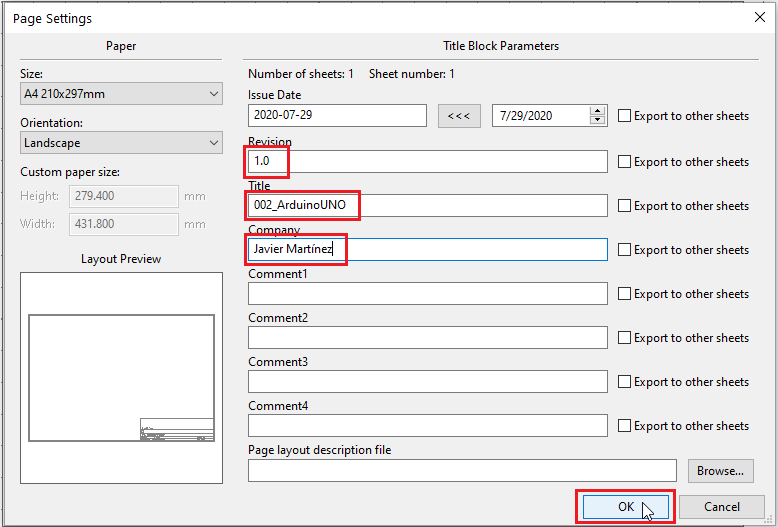 Page Settings
Paper
Size:
A4 210x297mm
Orientation:
Landscape
Custom paper size:
Height: 279.400 mm
Width: 431.800 mm
Layout Preview
Title Block Parameters
Number of sheets: 1 Sheet number: 1
Issue Date
2020-07-29 <<< 7/29/2020 Export to other sheets
Revision
1.0 Export to other sheets
Title
002_ArduinoUNO Export to other sheets
Company
Javier Martínez Export to other sheets
Comment1
Export to other sheets
Comment2
Export to other sheets
Comment3
Export to other sheets
Comment4
Export to other sheets
Page layout description file
Browse...
OK Cancel